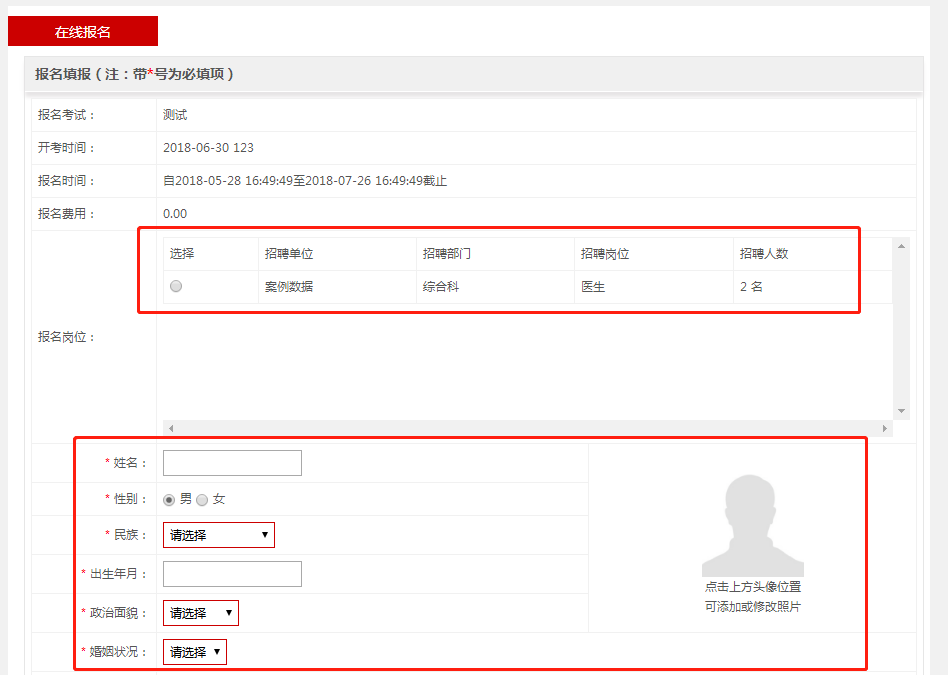 在线报名
报名填报（注：带*号为必填项）
报名考试： 测试
开考时间： 2018-06-30 123
报名时间： 自2018-05-28 16:49:49至2018-07-26 16:49:49截止
报名费用： 0.00
选择 招聘单位 招聘部门 招聘岗位 招聘人数
案例数据 综合科 医生 2 名
报名岗位：
* 姓名：
* 性别： 男 女
* 民族： 请选择
* 出生年月：
* 政治面貌： 请选择
* 婚姻状况： 请选择
点击上方头像位置
可添加或修改照片